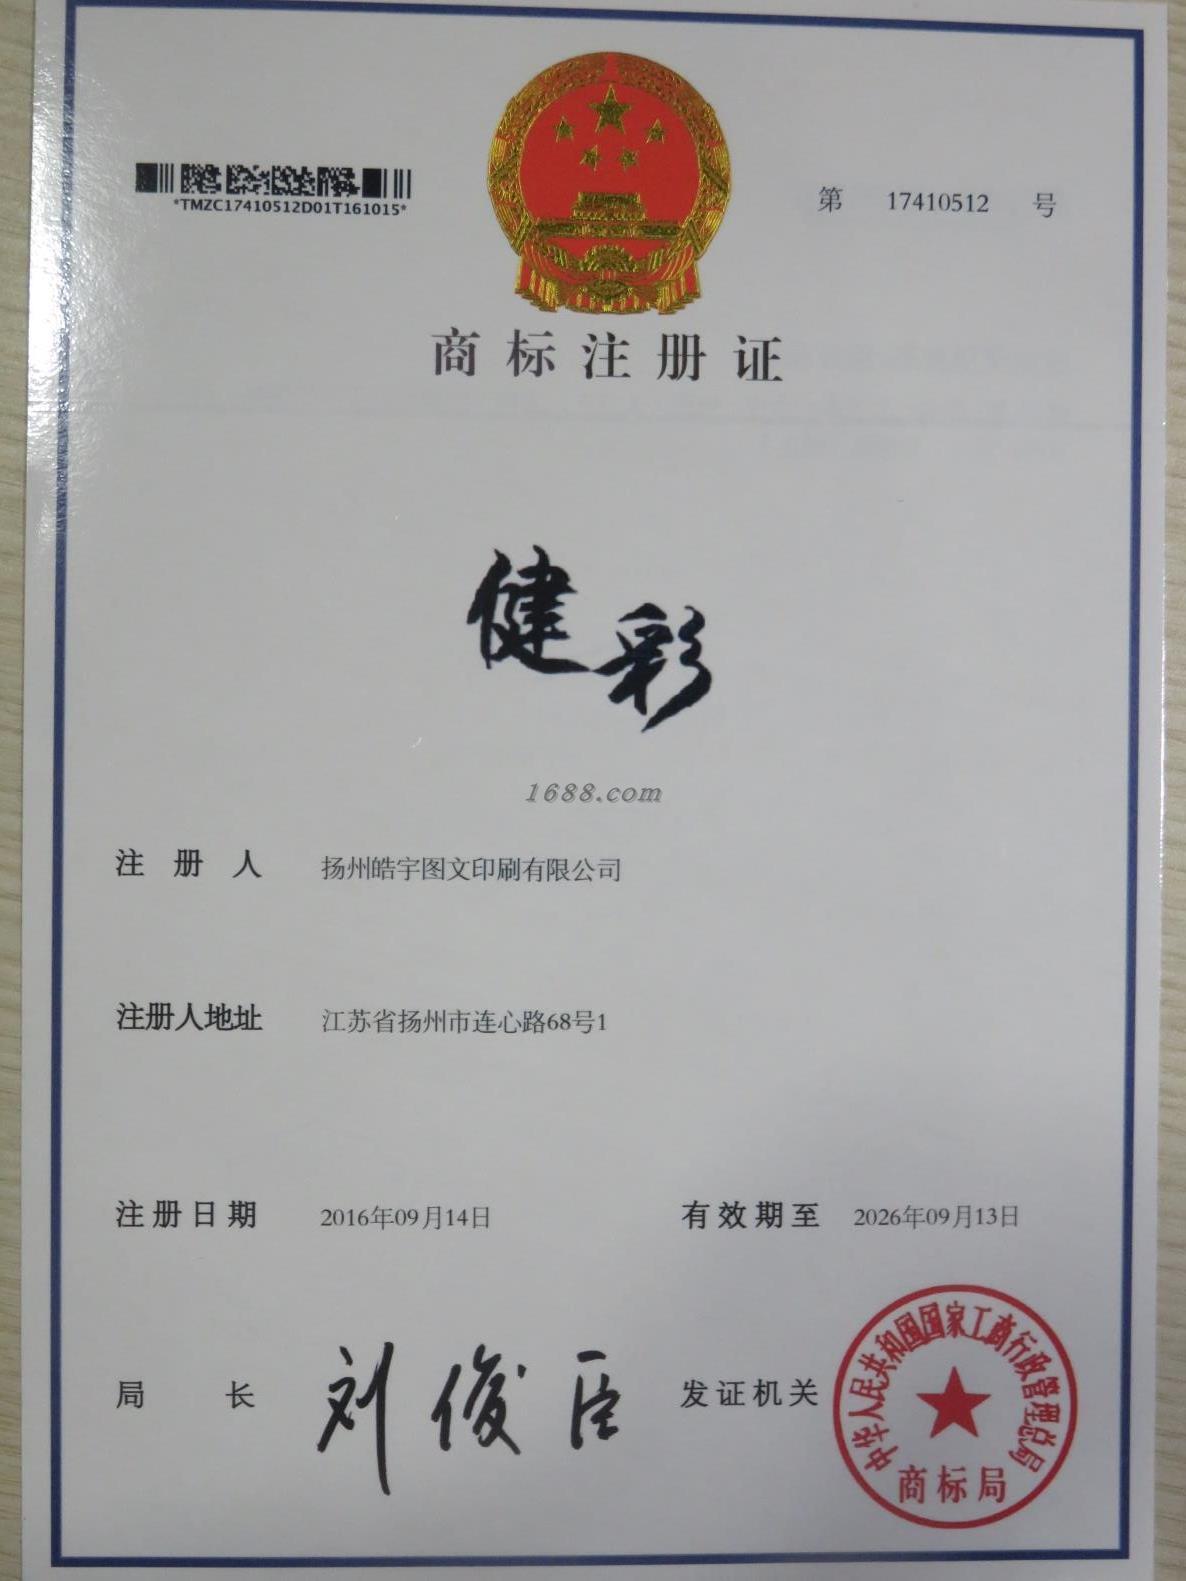 *TMZC17410512D01T161015*
第 17410512 号
商标注册证
健彩
1688.com
注册人 扬州皓宇图文印刷有限公司
注册人地址 江苏省扬州市连心路68号1
注册日期 2016年09月14日 有效期至 2026年09月13日
局长 刘俊臣 发证机关
中华人民共和国国家工商行政管理总局
商标局